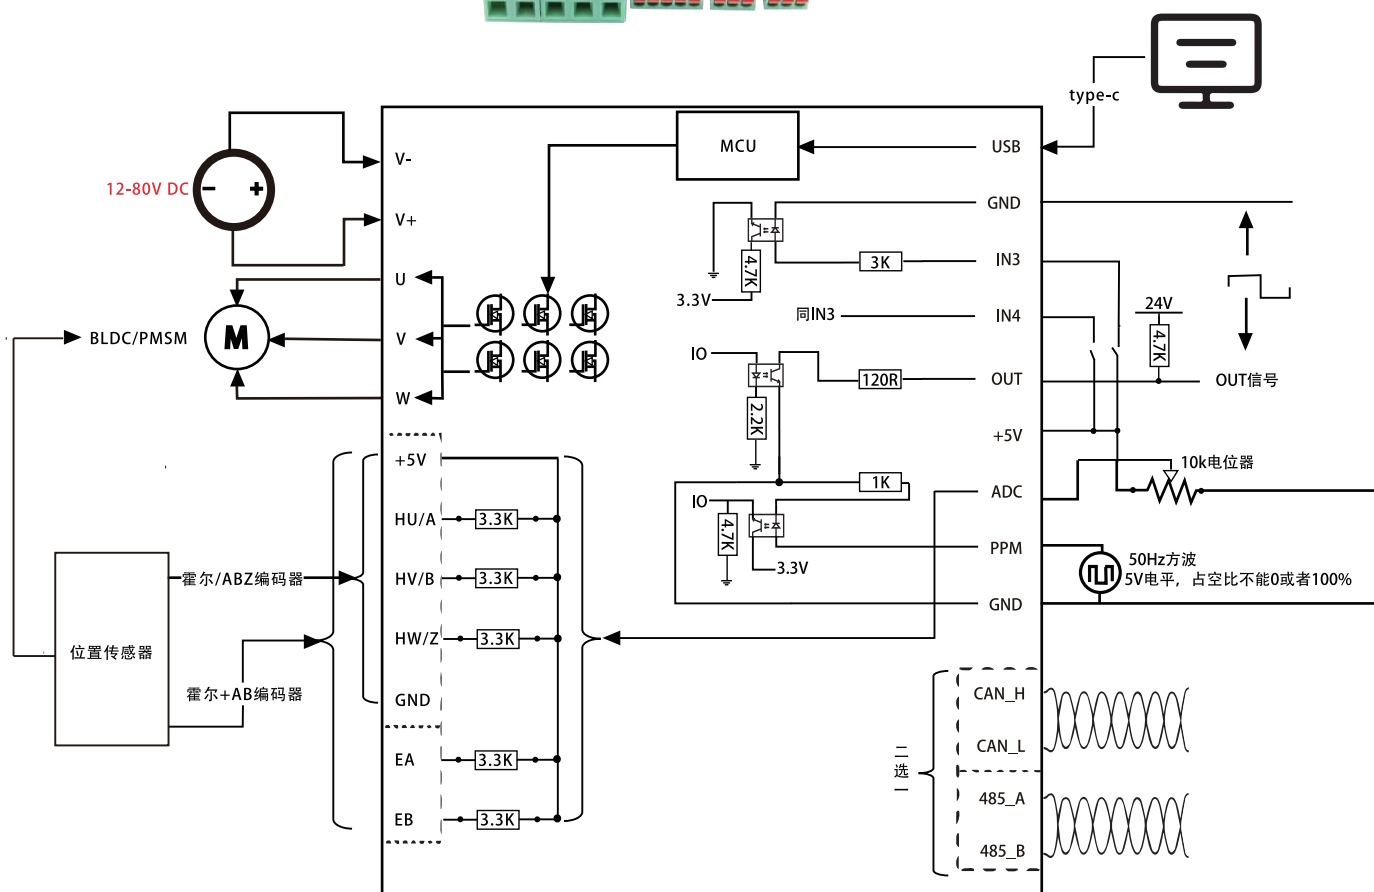 type-c
MCU
USB
V-
12-80V DC
V+
GND
IN3
3K
4.7K
3.3V
U
同IN3
IN4
24V
4.7K
BLDC/PMSM
M
V
IO
OUT
120R
OUT信号
W
2.2K
+5V
+5V
10k电位器
1K
ADC
IO
HU/A
3.3K
4.7K
PPM
3.3V
50Hz方波
5V电平，占空比不能0或者100%
霍尔/ABZ编码器
HV/B
3.3K
GND
HW/Z
3.3K
位置传感器
霍尔+AB编码器
GND
CAN_H
CAN_L
EA
3.3K
二选一
485_A
EB
3.3K
485_B